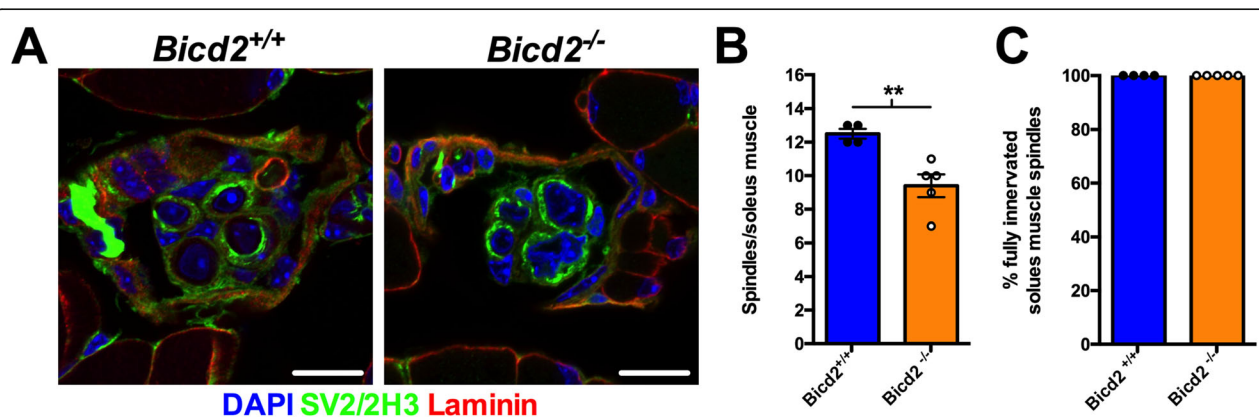 A
Bicd2+/+
Bicd2-/-
DAPI SV2/2H3 Laminin
B
Spindles/soleus muscle
16
14
12
10
8
6
4
2
0
**
Bicd2+/+
Bicd2-/-
C
% fully innervated
solues muscle spindles
100
80
60
40
20
0
Bicd2 +/+
Bicd2 -/-